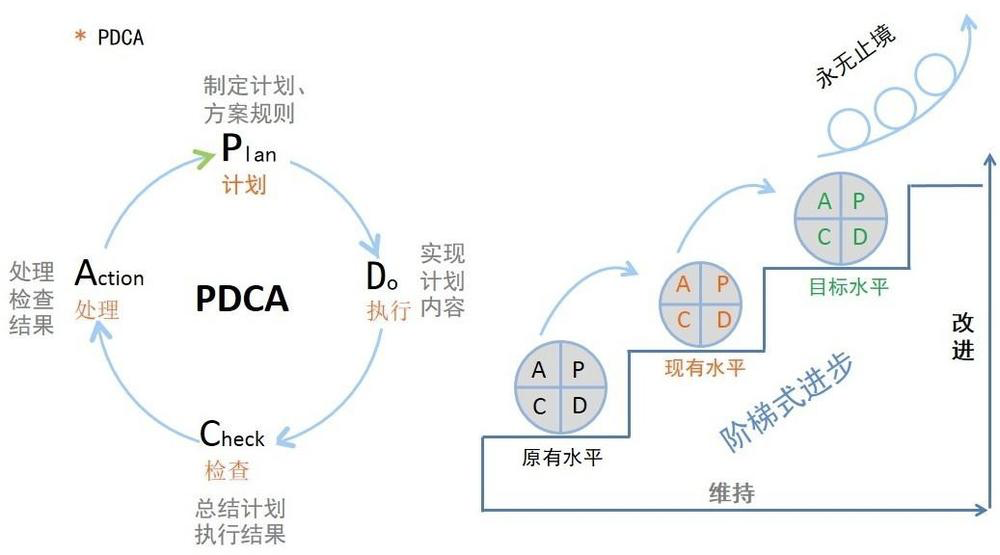 * PDCA
制定计划、
方案规则
Plan
计划
Do
执行
实现
计划
内容
Check
检查
总结计划
执行结果
Action
处理
处理
检查
结果
PDCA
A P
C D
原有水平
A P
C D
现有水平
A P
C D
目标水平
永无止境
阶梯式进步
维持
改进